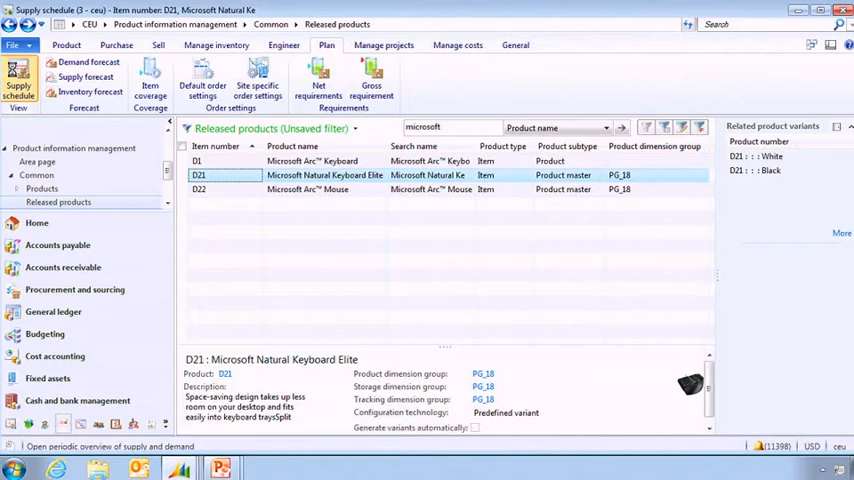 Supply schedule (3 - ceu) - Item number: D21, Microsoft Natural Ke
CEU
Product information management
Common
Released products
Search
File
Product
Purchase
Sell
Manage inventory
Engineer
Plan
Manage projects
Manage costs
General
Supply schedule
View
Demand forecast
Supply forecast
Inventory forecast
Forecast
Item coverage
Coverage
Default order settings
Site specific order settings
Order settings
Net requirements
Gross requirements
Requirements
Product information management
Area page
Common
Products
Released products
Home
Accounts payable
Accounts receivable
Procurement and sourcing
General ledger
Budgeting
Cost accounting
Fixed assets
Cash and bank management
Released products (Unsaved filter)
microsoft
Product name
Item number Product name Search name Product type Product subtype Product dimension group
D1 Microsoft Arc™ Keyboard Microsoft Arc™ Keybo Item Product
D21 Microsoft Natural Keyboard Elite Microsoft Natural Ke Item Product master PG_18
D22 Microsoft Arc™ Mouse Microsoft Arc™ Mouse Item Product master PG_18
D21 : Microsoft Natural Keyboard Elite
Product: D21
Description:
Space-saving design takes up less
room on your desktop and fits
easily into keyboard traysSplit
Product dimension group: PG_18
Storage dimension group: PG_18
Tracking dimension group: PG_18
Configuration technology: Predefined variant
Generate variants automatically:
Related product variants
Product number
D21 : : : White
D21 : : : Black
More
Open periodic overview of supply and demand
(11398)
USD
ceu